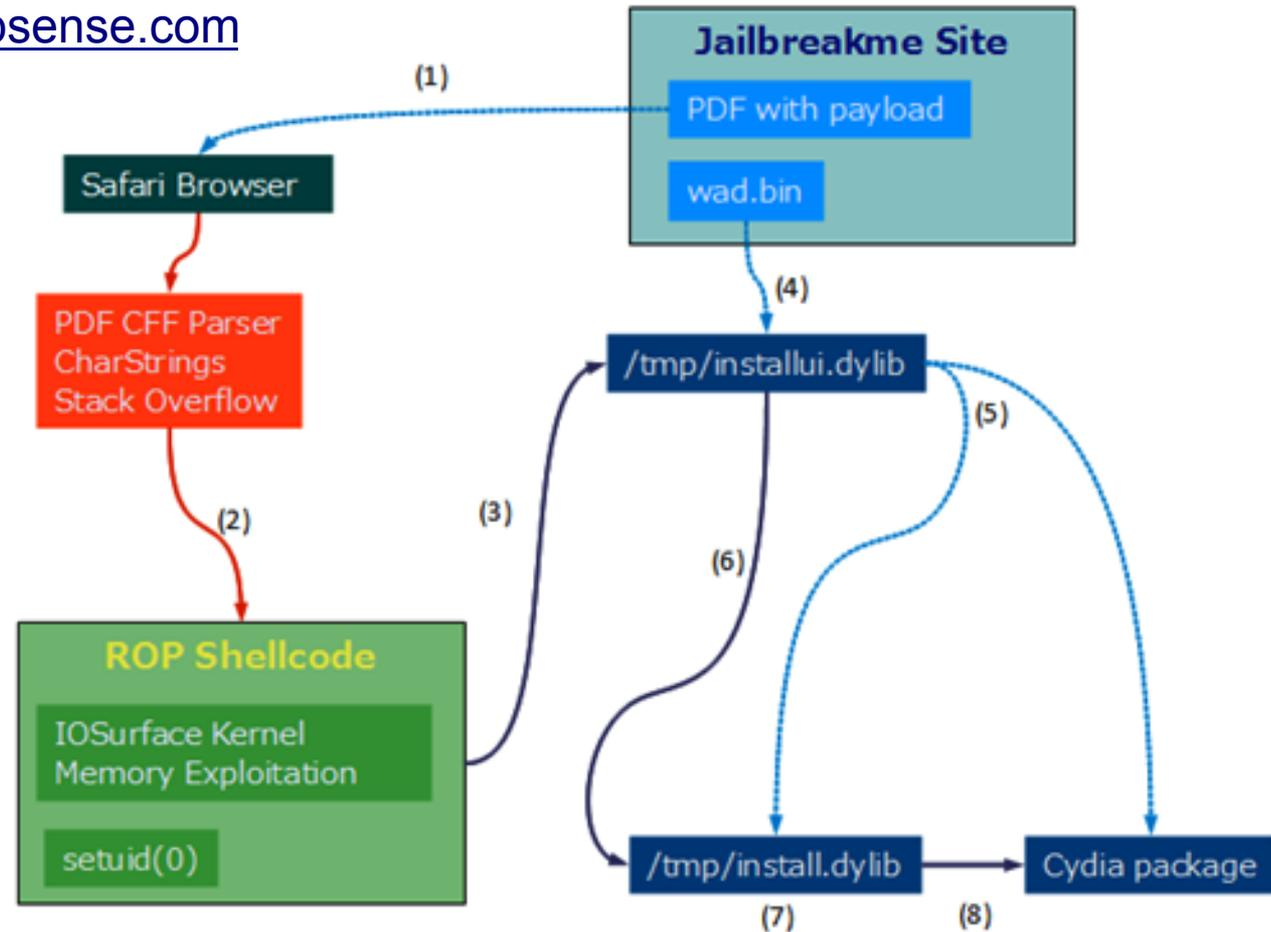 osense.com
Jailbreakme Site
(1)
PDF with payload
Safari Browser
wad.bin
(4)
PDF CFF Parser
CharStrings
Stack Overflow
/tmp/installui.dylib
(5)
(2)
(3)
(6)
ROP Shellcode
IOSurface Kernel
Memory Exploitation
setuid(0)
/tmp/install.dylib
Cydia package
(7)
(8)